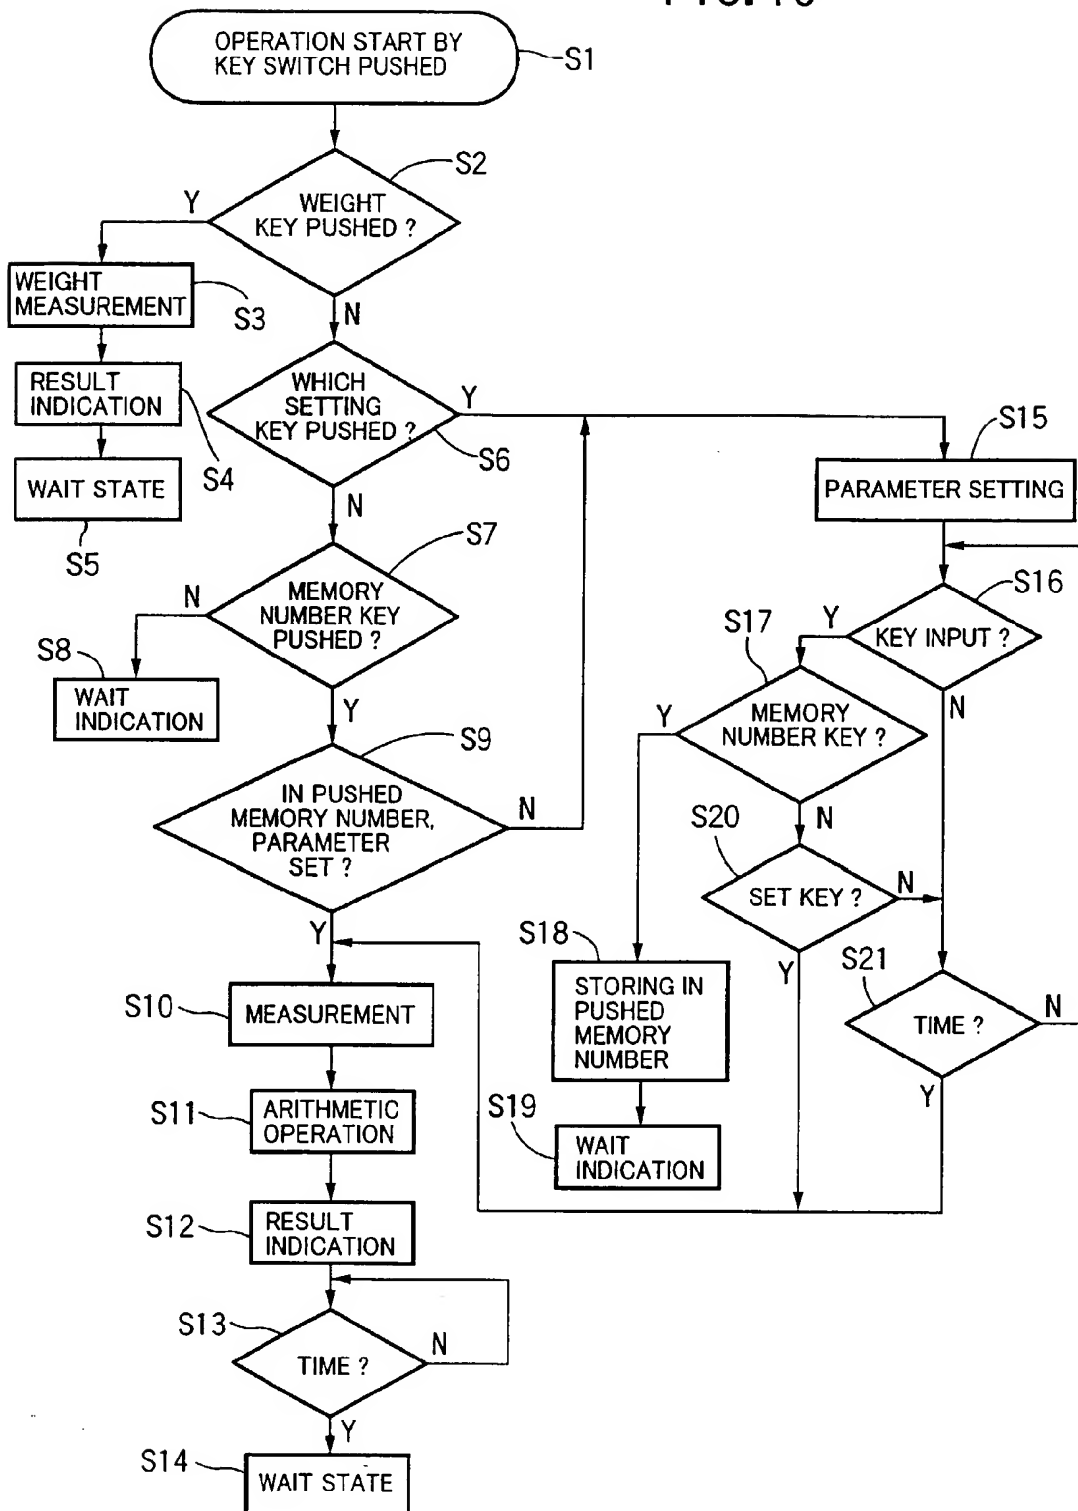 OPERATION START BY
KEY SWITCH PUSHED
S1
S2
Y
WEIGHT
KEY PUSHED ?
WEIGHT
MEASUREMENT
S3
N
RESULT
INDICATION
S4
WHICH
SETTING
KEY PUSHED ?
Y
S6
S15
WAIT STATE
S5
PARAMETER SETTING
N
S7
N
MEMORY
NUMBER KEY
PUSHED ?
S16
S17
Y
KEY INPUT ?
S8
WAIT
INDICATION
Y
Y
MEMORY
NUMBER KEY ?
N
S9
IN PUSHED
MEMORY NUMBER,
PARAMETER
SET ?
N
S20
N
SET KEY ?
N
Y
S18
Y
S21
STORING IN
PUSHED
MEMORY
NUMBER
S10
MEASUREMENT
TIME ?
N
S11
ARITHMETIC
OPERATION
S19
Y
WAIT
INDICATION
S12
RESULT
INDICATION
S13
TIME ?
N
Y
S14
WAIT STATE